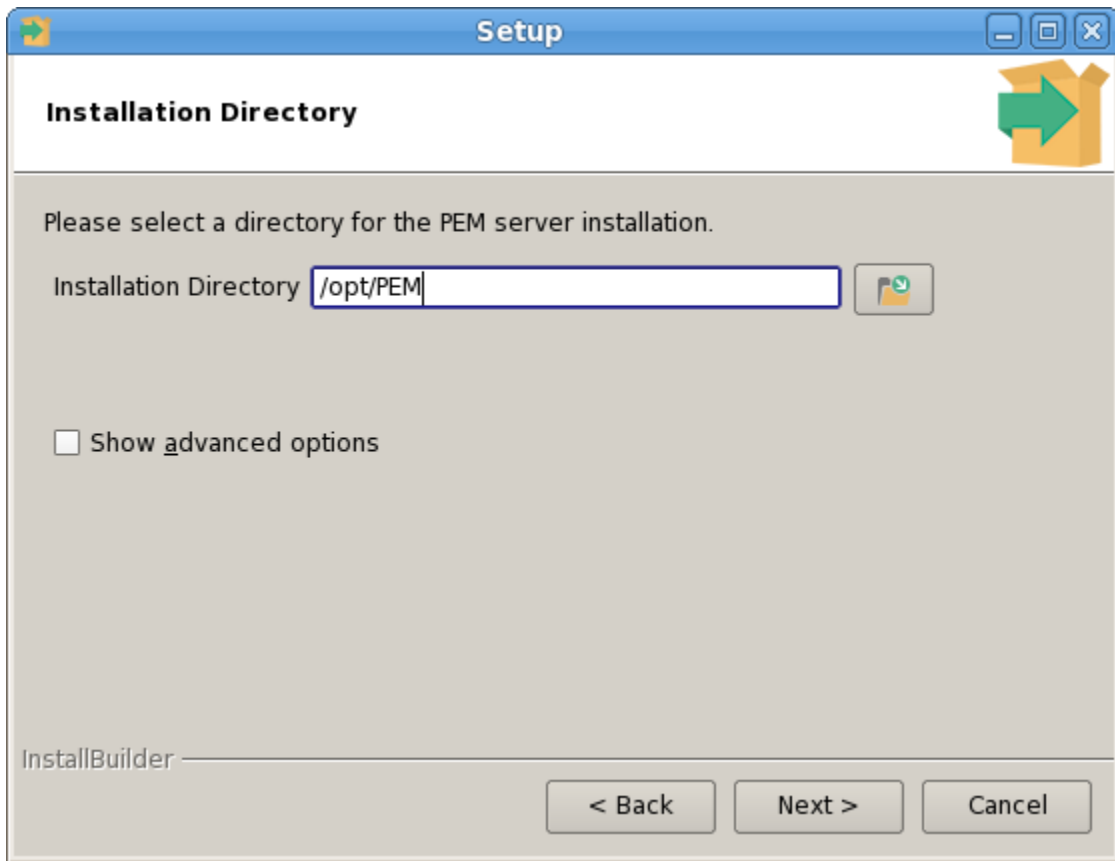 Setup
Installation Directory
Please select a directory for the PEM server installation.
Installation Directory /opt/PEM
Show advanced options
InstallBuilder
< Back Next > Cancel